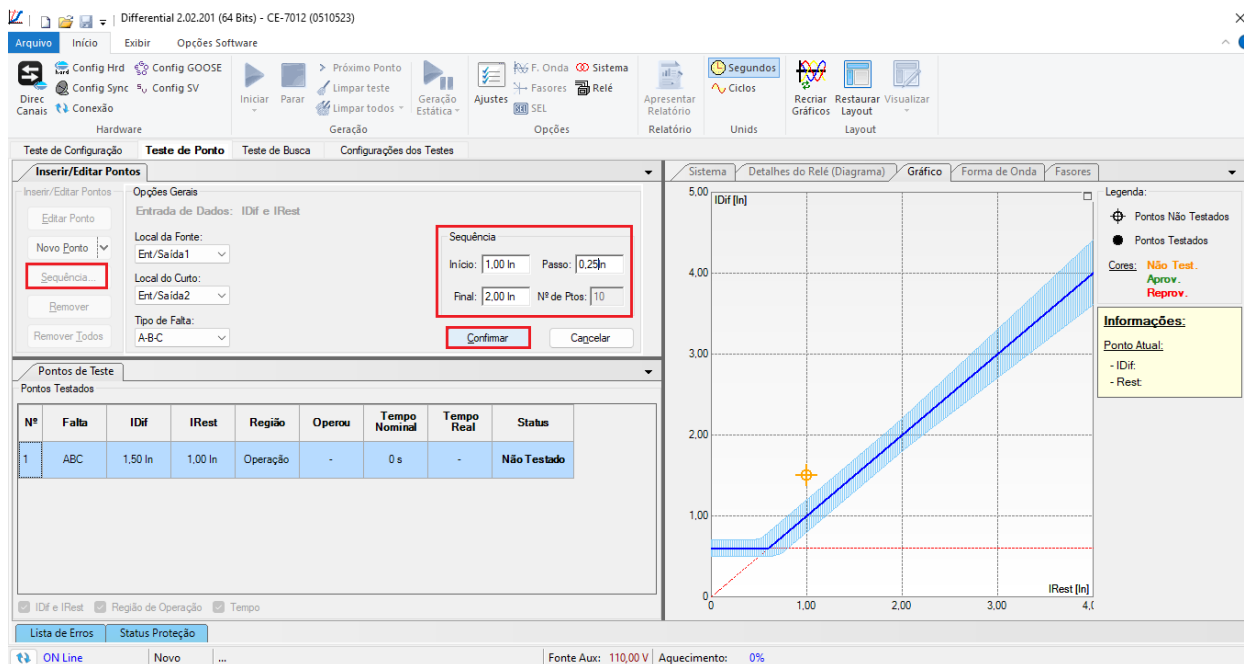 Differential 2.02.201 (64 Bits) - CE-7012 (0510523)
Arquivo Início Exibir Opções Software
Direc Canais
Config Hrd Config GOOSE
Config Sync Config SV
Conexão
Hardware
Iniciar Parar
Próximo Ponto
Limpar teste
Limpar todos
Geração Estática
Geração
Ajustes
F. Onda Sistema
Fasores Relé
SEL SEL
Opções
Apresentar Relatório
Relatório
Segundos
Ciclos
Unids
Recriar Gráficos
Restaurar Layout
Visualizar
Layout
Teste de Configuração Teste de Ponto Teste de Busca Configurações dos Testes
Inserir/Editar Pontos
Inserir/Editar Pontos
Editar Ponto
Novo Ponto
Sequência...
Remover
Remover Todos
Opções Gerais
Entrada de Dados: IDif e IRest
Local da Fonte:
Ent/Saída1
Local do Curto:
Ent/Saída2
Tipo de Falta:
A-B-C
Sequência
Início: 1,00 In Passo: 0,25In
Final: 2,00 In Nº de Ptos: 10
Confirmar Cancelar
Pontos de Teste
Pontos Testados
Nº Falta IDif IRest Região Operou Tempo Nominal Tempo Real Status
1 ABC 1,50 In 1,00 In Operação - 0 s - Não Testado
IDif e IRest Região de Operação Tempo
Lista de Erros Status Proteção
Sistema Detalhes do Relé (Diagrama) Gráfico Forma de Onda Fasores
5,00 IDif [In]
4,00
3,00
2,00
1,00
0
IRest [In]
0 1,00 2,00 3,00 4,0
Legenda:
Pontos Não Testados
Pontos Testados
Cores: Não Test.
Aprov.
Reprov.
Informações:
Ponto Atual:
- IDif:
- Rest:
ON Line Novo ... Fonte Aux: 110,00 V Aquecimento: 0%